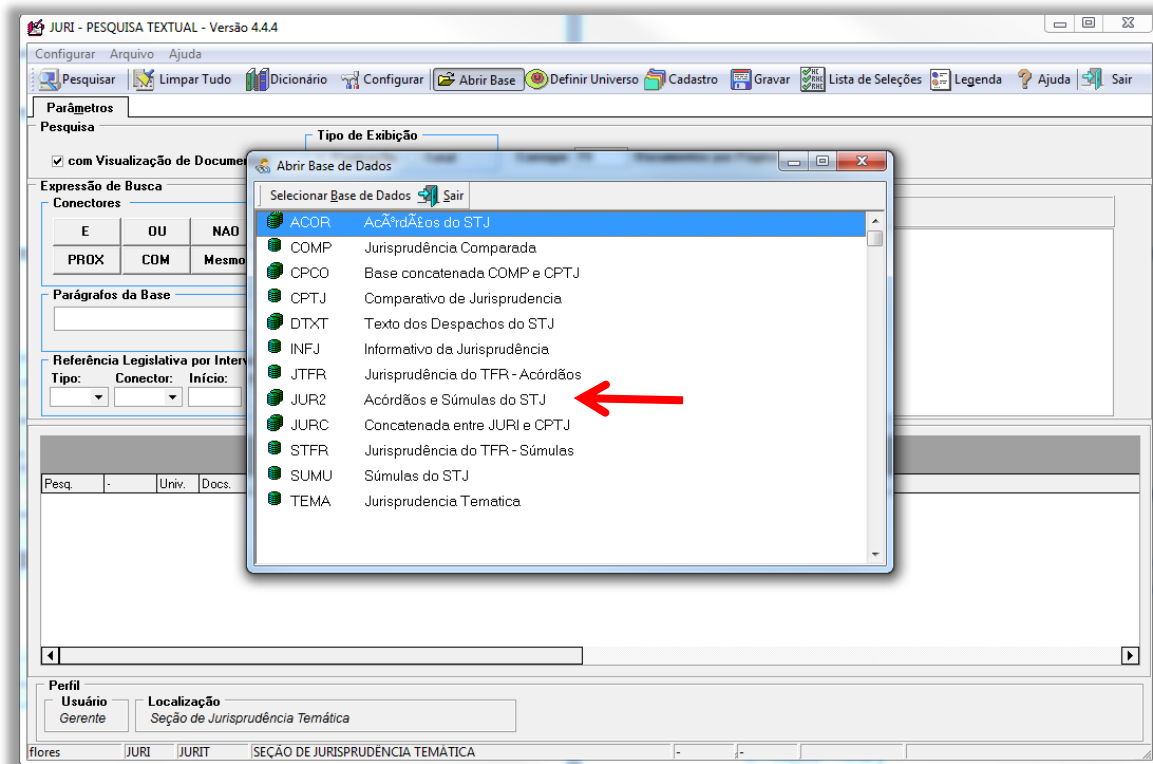 JURI - PESQUISA TEXTUAL - Versão 4.4.4
Configurar Arquivo Ajuda
Pesquisar Limpar Tudo Dicionário Configurar Abrir Base Definir Universo Cadastro Gravar Lista de Seleções Legenda Ajuda Sair
Parâmetros
Pesquisa
Tipo de Exibição
com Visualização de Docume
Abrir Base de Dados
Selecionar Base de Dados Sair
Expressão de Busca
Conectores
E OU NAO
PROX COM Mesmo
Parágrafos da Base
Referência Legislativa por Inter
Tipo: Conector: Início:
ACOR AcÃ³rdÃ£os do STJ
COMP Jurisprudência Comparada
CPCO Base concatenada COMP e CPTJ
CPTJ Comparativo de Jurisprudencia
DTXT Texto dos Despachos do STJ
INFJ Informativo da Jurisprudência
JTFR Jurisprudência do TFR - Acórdãos
JUR2 Acórdãos e Súmulas do STJ
JURC Concatenada entre JURI e CPTJ
STFR Jurisprudência do TFR - Súmulas
SUMU Súmulas do STJ
TEMA Jurisprudencia Tematica
Pesq. - Univ. Docs.
Perfil
Usuário Localização
Gerente Seção de Jurisprudência Temática
flores JURI JURIT SEÇÃO DE JURISPRUDÊNCIA TEMÁTICA - -